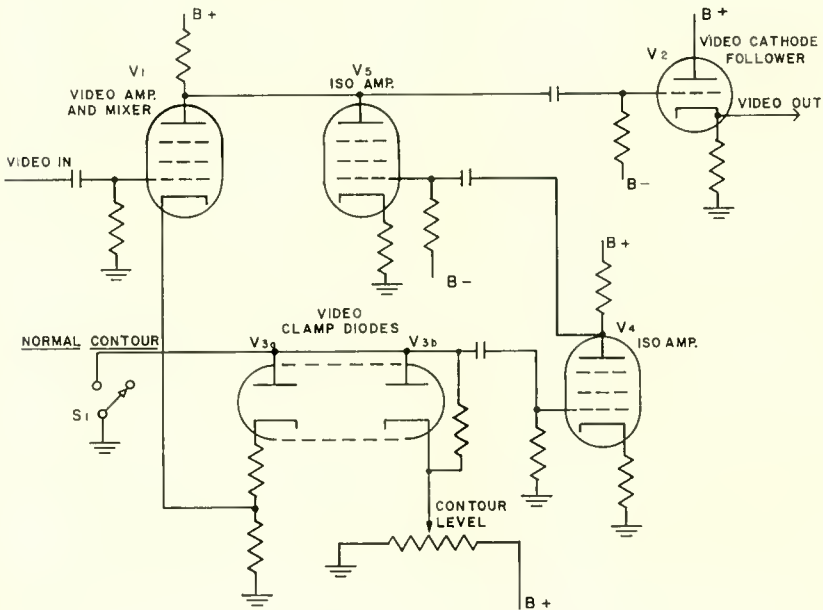 B+
V1
VIDEO AMP.
AND MIXER
V5
ISO AMP.
B+
V2
VIDEO CATHODE
FOLLOWER
VIDEO OUT
VIDEO IN
B-
B-
B+
V4
ISO AMP.
VIDEO
CLAMP DIODES
NORMAL CONTOUR
V3a
V3b
S1
CONTOUR
LEVEL
B+